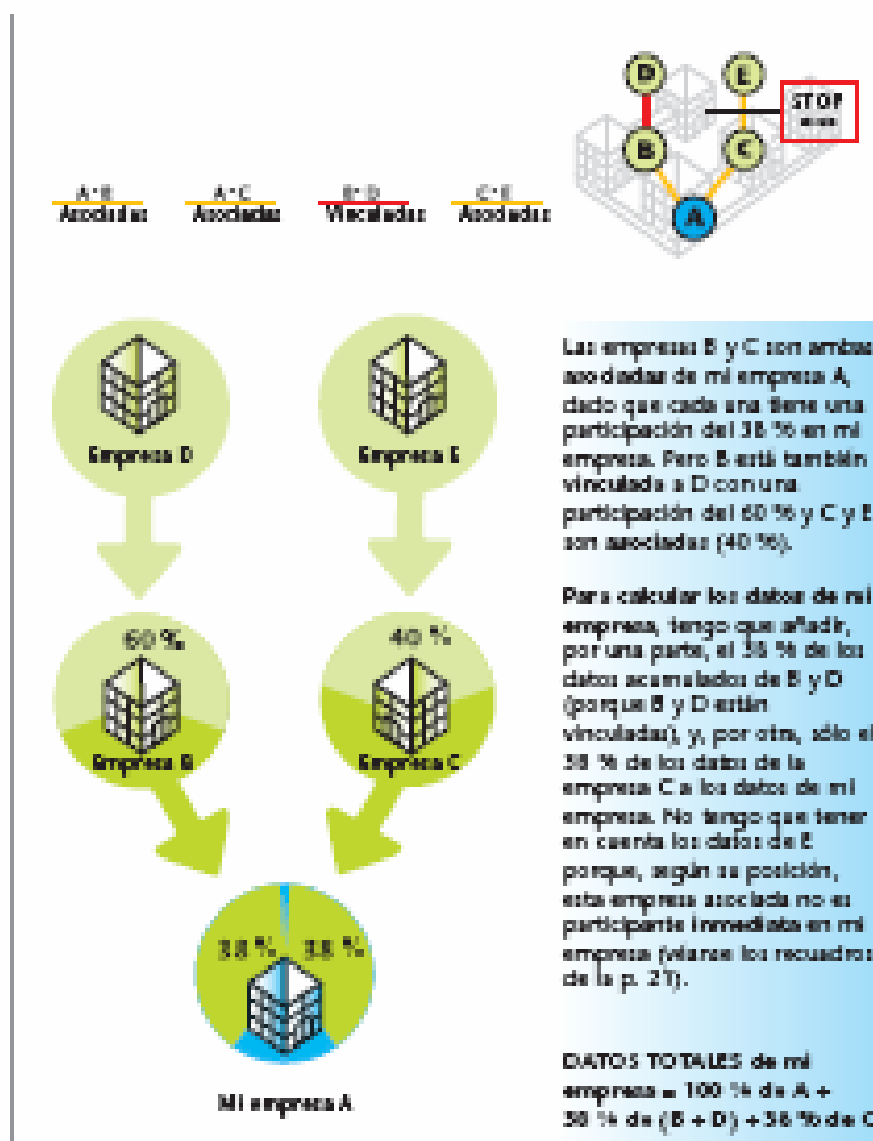 D E
STOP
B C
A
A·B A·C B·D C·E
Asociadas Asociadas Vinculadas Asociadas
Empresa D Empresa E
60 % 40 %
Empresa B Empresa C
38 % 38 %
Mi empresa A
Las empresas B y C son ambas
asociadas de mi empresa A,
dado que cada una tiene una
participación del 38 % en mi
empresa. Pero B está también
vinculada a D con una
participación del 60 % y C y E
son asociadas (40 %).
Para calcular los datos de mi
empresa, tengo que añadir,
por una parte, el 38 % de los
datos acumulados de B y D
(porque B y D están
vinculadas), y, por otra, sólo el
38 % de los datos de la
empresa C a los datos de mi
empresa. No tengo que tener
en cuenta los datos de E
porque, según su posición,
esta empresa asociada no es
participante inmediata en mi
empresa (véanse los recuadros
de la p. 21).
DATOS TOTALES de mi
empresa = 100 % de A +
38 % de (B + D) + 38 % de C